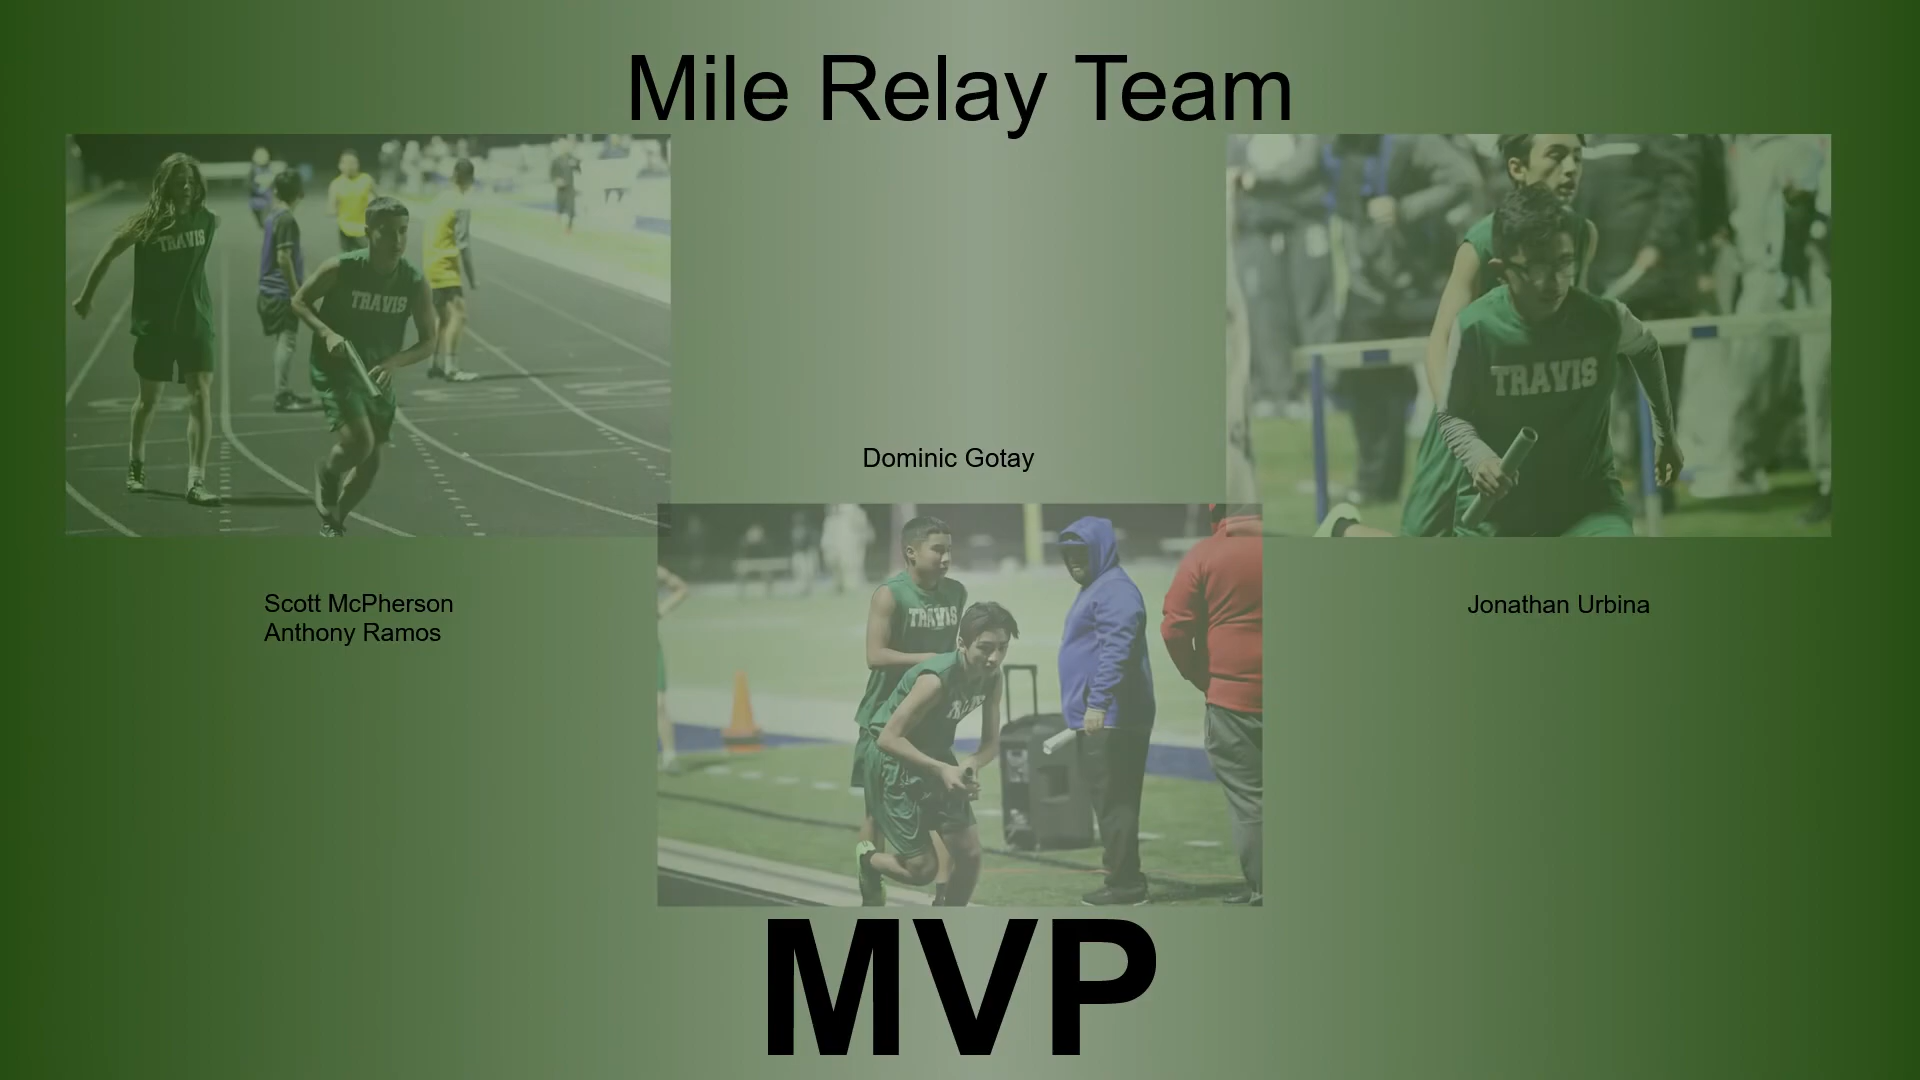 Mile Relay Team
TRAVIS
TRAVIS
TRAVIS
Dominic Gotay
TRAVIS
Scott McPherson
Anthony Ramos
Jonathan Urbina
MVP